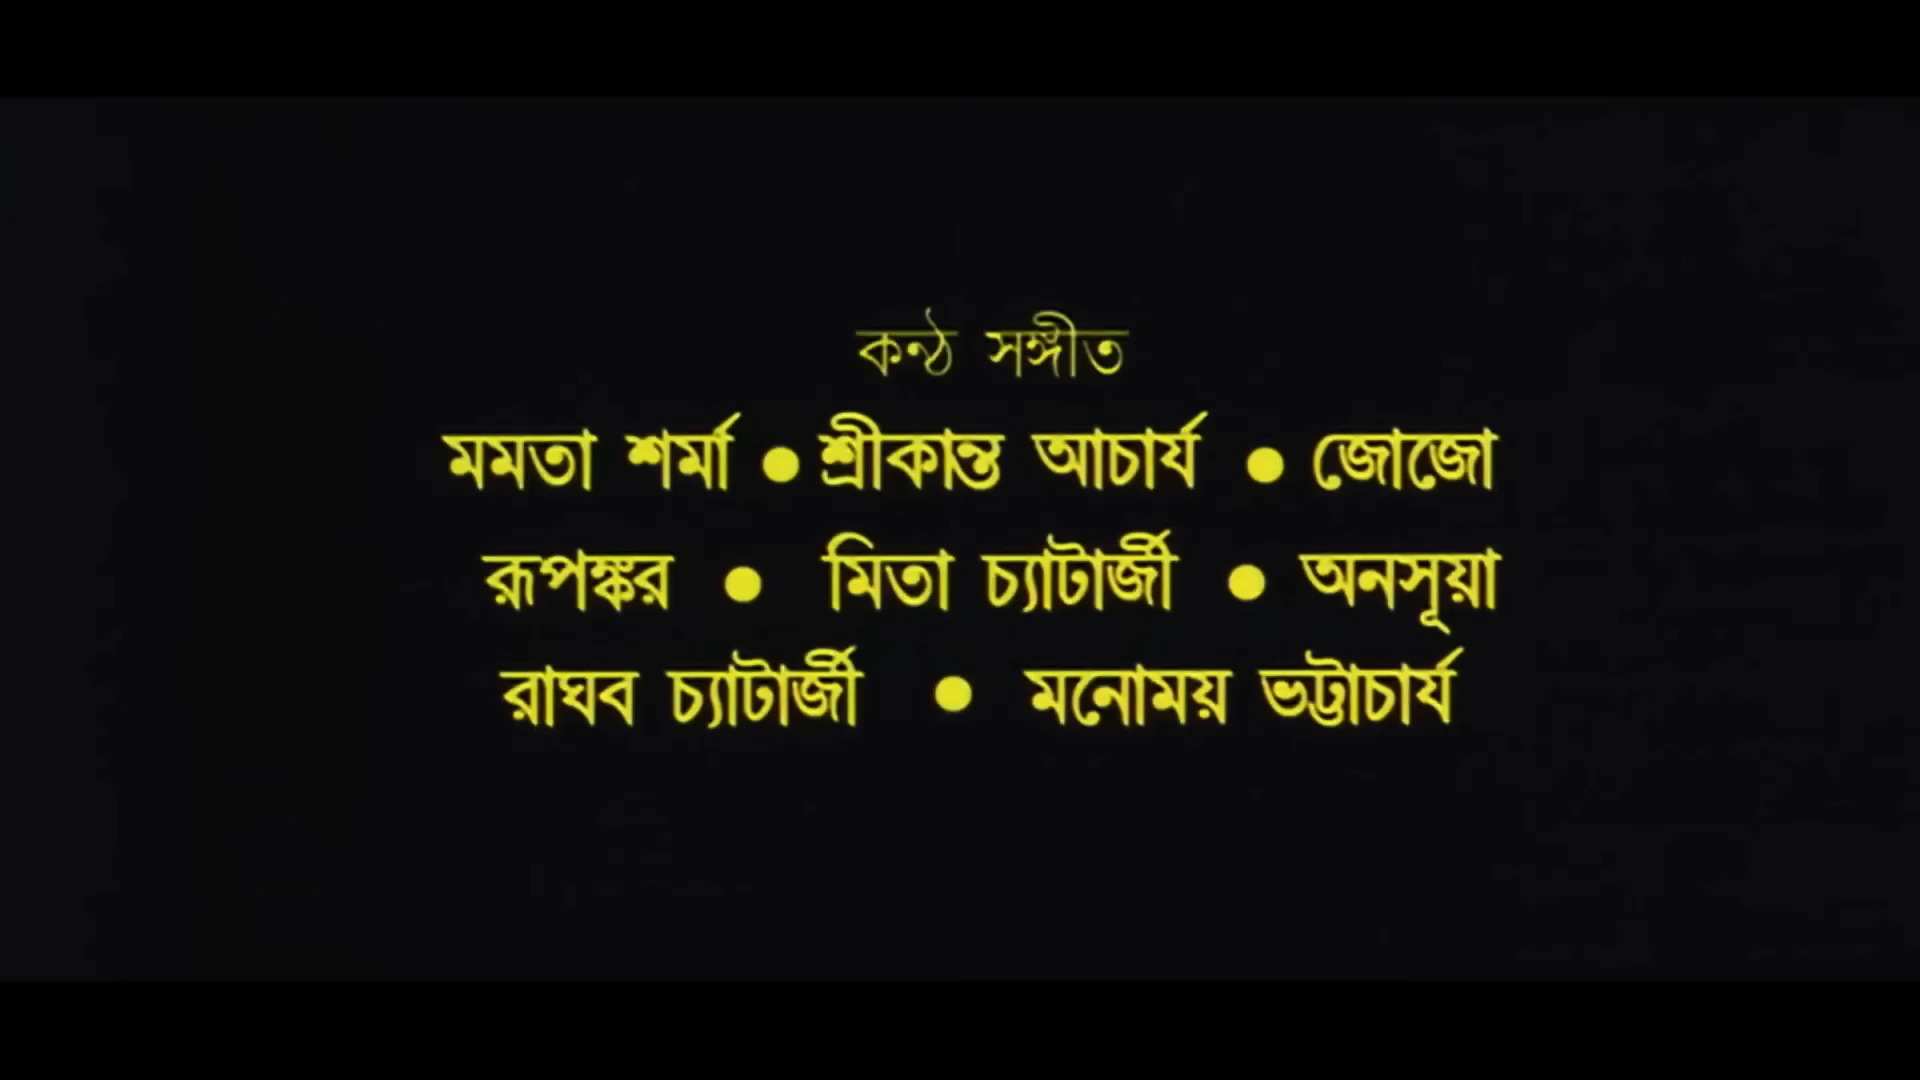 কন্ঠ সঙ্গীত
মমতা শর্মা ● শ্রীকান্ত আচার্য ● জোজো
রূপঙ্কর ● মিতা চ্যাটার্জী ● অনসূয়া
রাঘব চ্যাটার্জী ● মনোময় ভট্টাচার্য